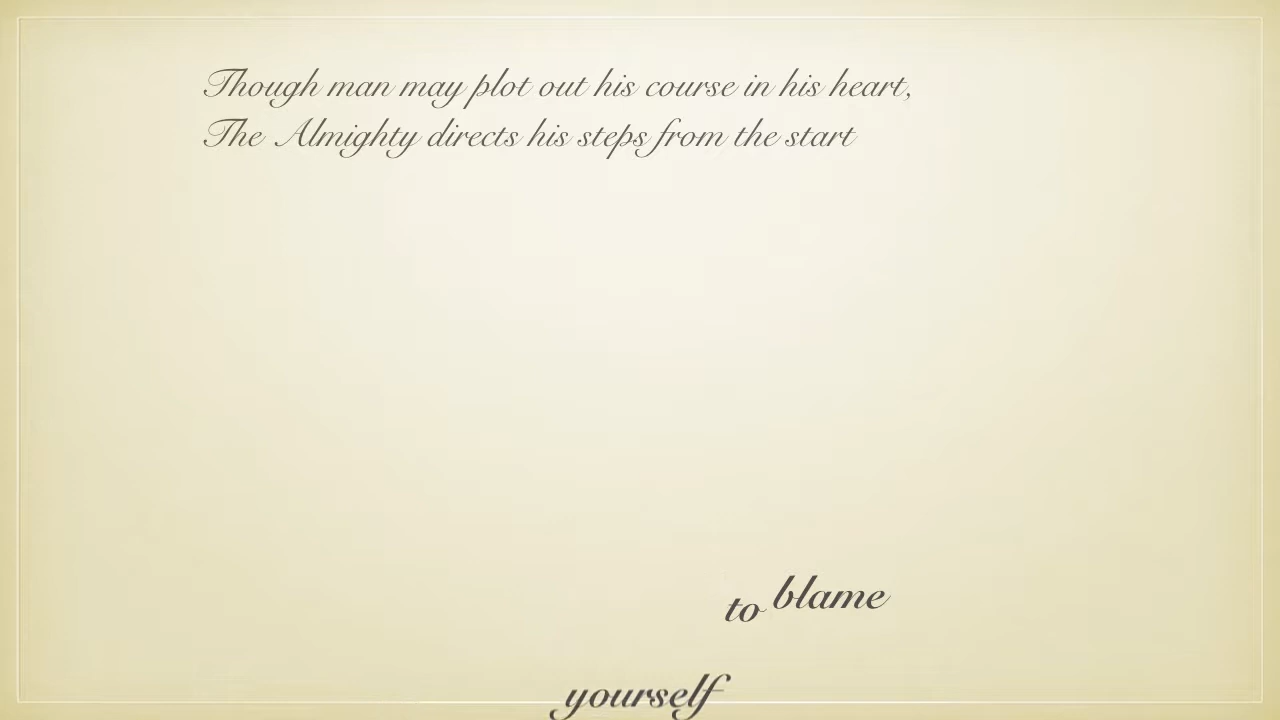 Though man may plot out his course in his heart,
The Almighty directs his steps from the start
to blame
yourself